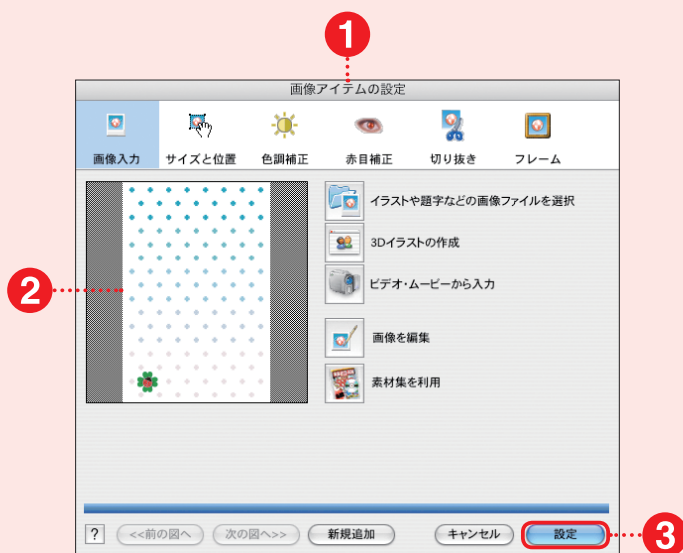 1
画像アイテムの設定
画像入力 サイズと位置 色調補正 赤目補正 切り抜き フレーム
イラストや題字などの画像ファイルを選択
3Dイラストの作成
2
ビデオ・ムービーから入力
画像を編集
素材集を利用
? <<前の図へ 次の図へ>> 新規追加 キャンセル 設定 3